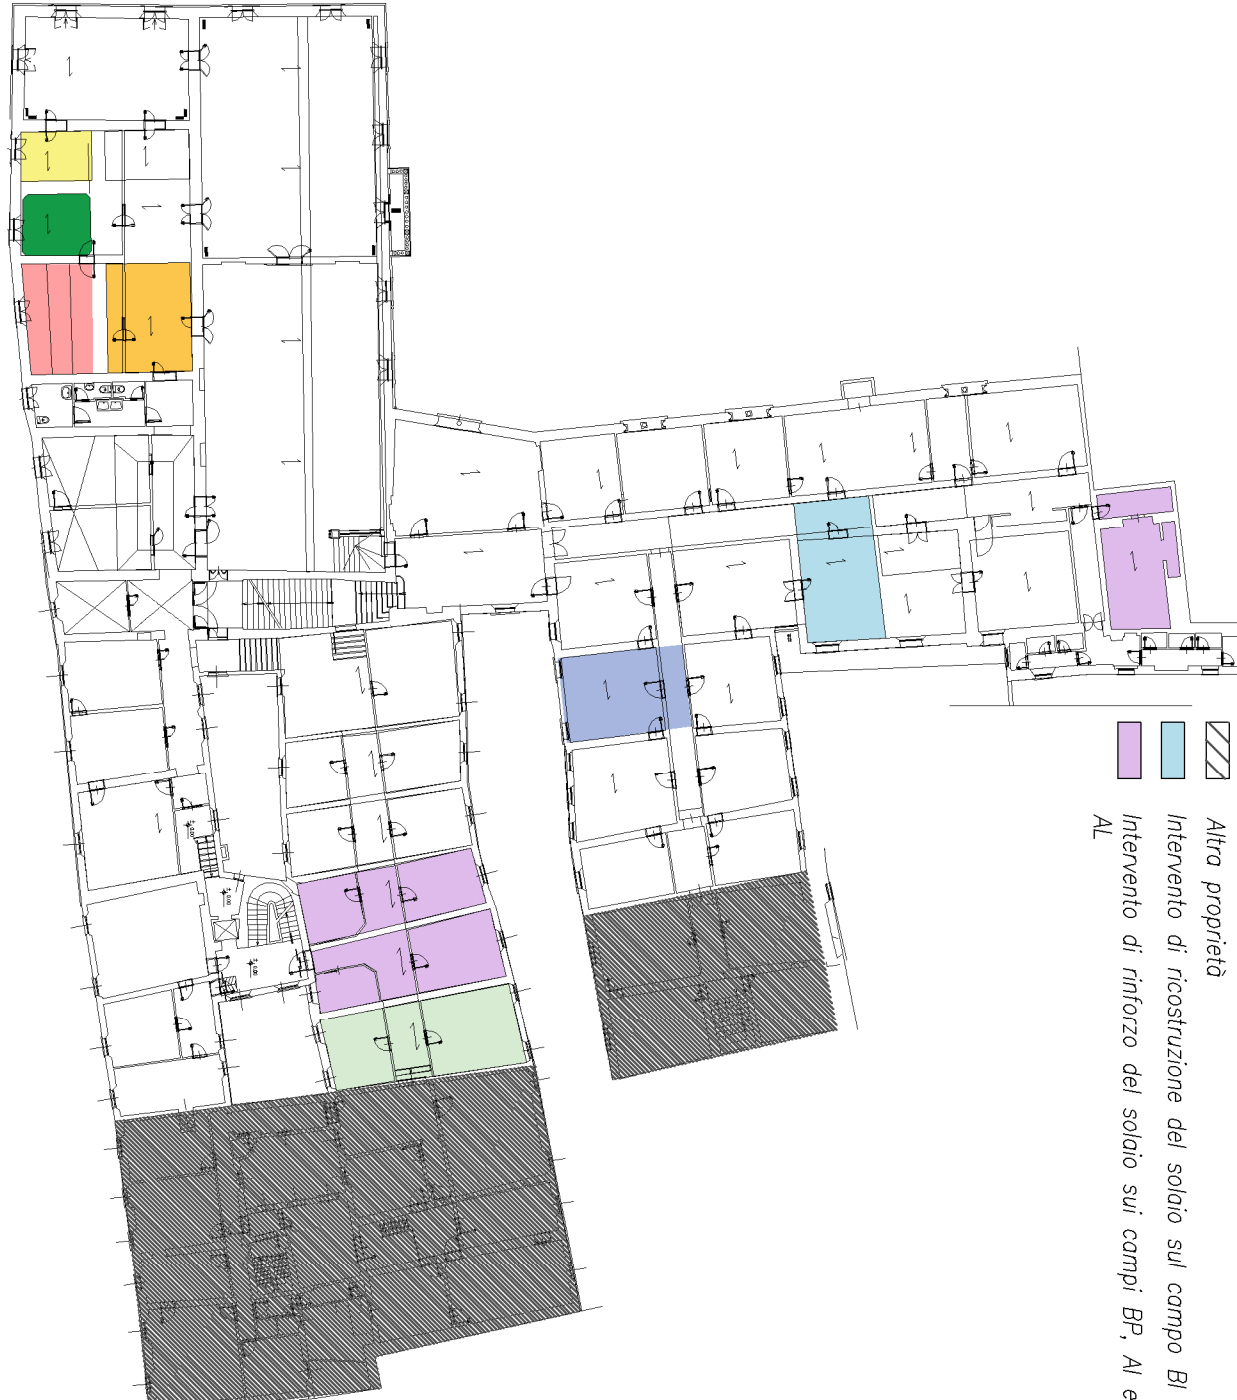 Altra proprietà
Intervento di ricostruzione del solaio sul campo BI
Intervento di rinforzo del solaio sui campi BP, AI e
AL